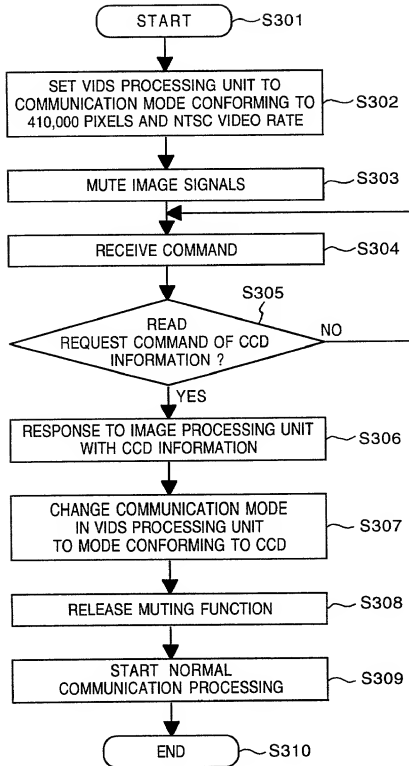 START
S301
SET VIDS PROCESSING UNIT TO
COMMUNICATION MODE CONFORMING TO
410,000 PIXELS AND NTSC VIDEO RATE
S302
MUTE IMAGE SIGNALS
S303
RECEIVE COMMAND
S304
S305
READ
REQUEST COMMAND OF CCD
INFORMATION ?
NO
YES
RESPONSE TO IMAGE PROCESSING UNIT
WITH CCD INFORMATION
S306
CHANGE COMMUNICATION MODE
IN VIDS PROCESSING UNIT
TO MODE CONFORMING TO CCD
S307
RELEASE MUTING FUNCTION
S308
START NORMAL
COMMUNICATION PROCESSING
S309
END
S310